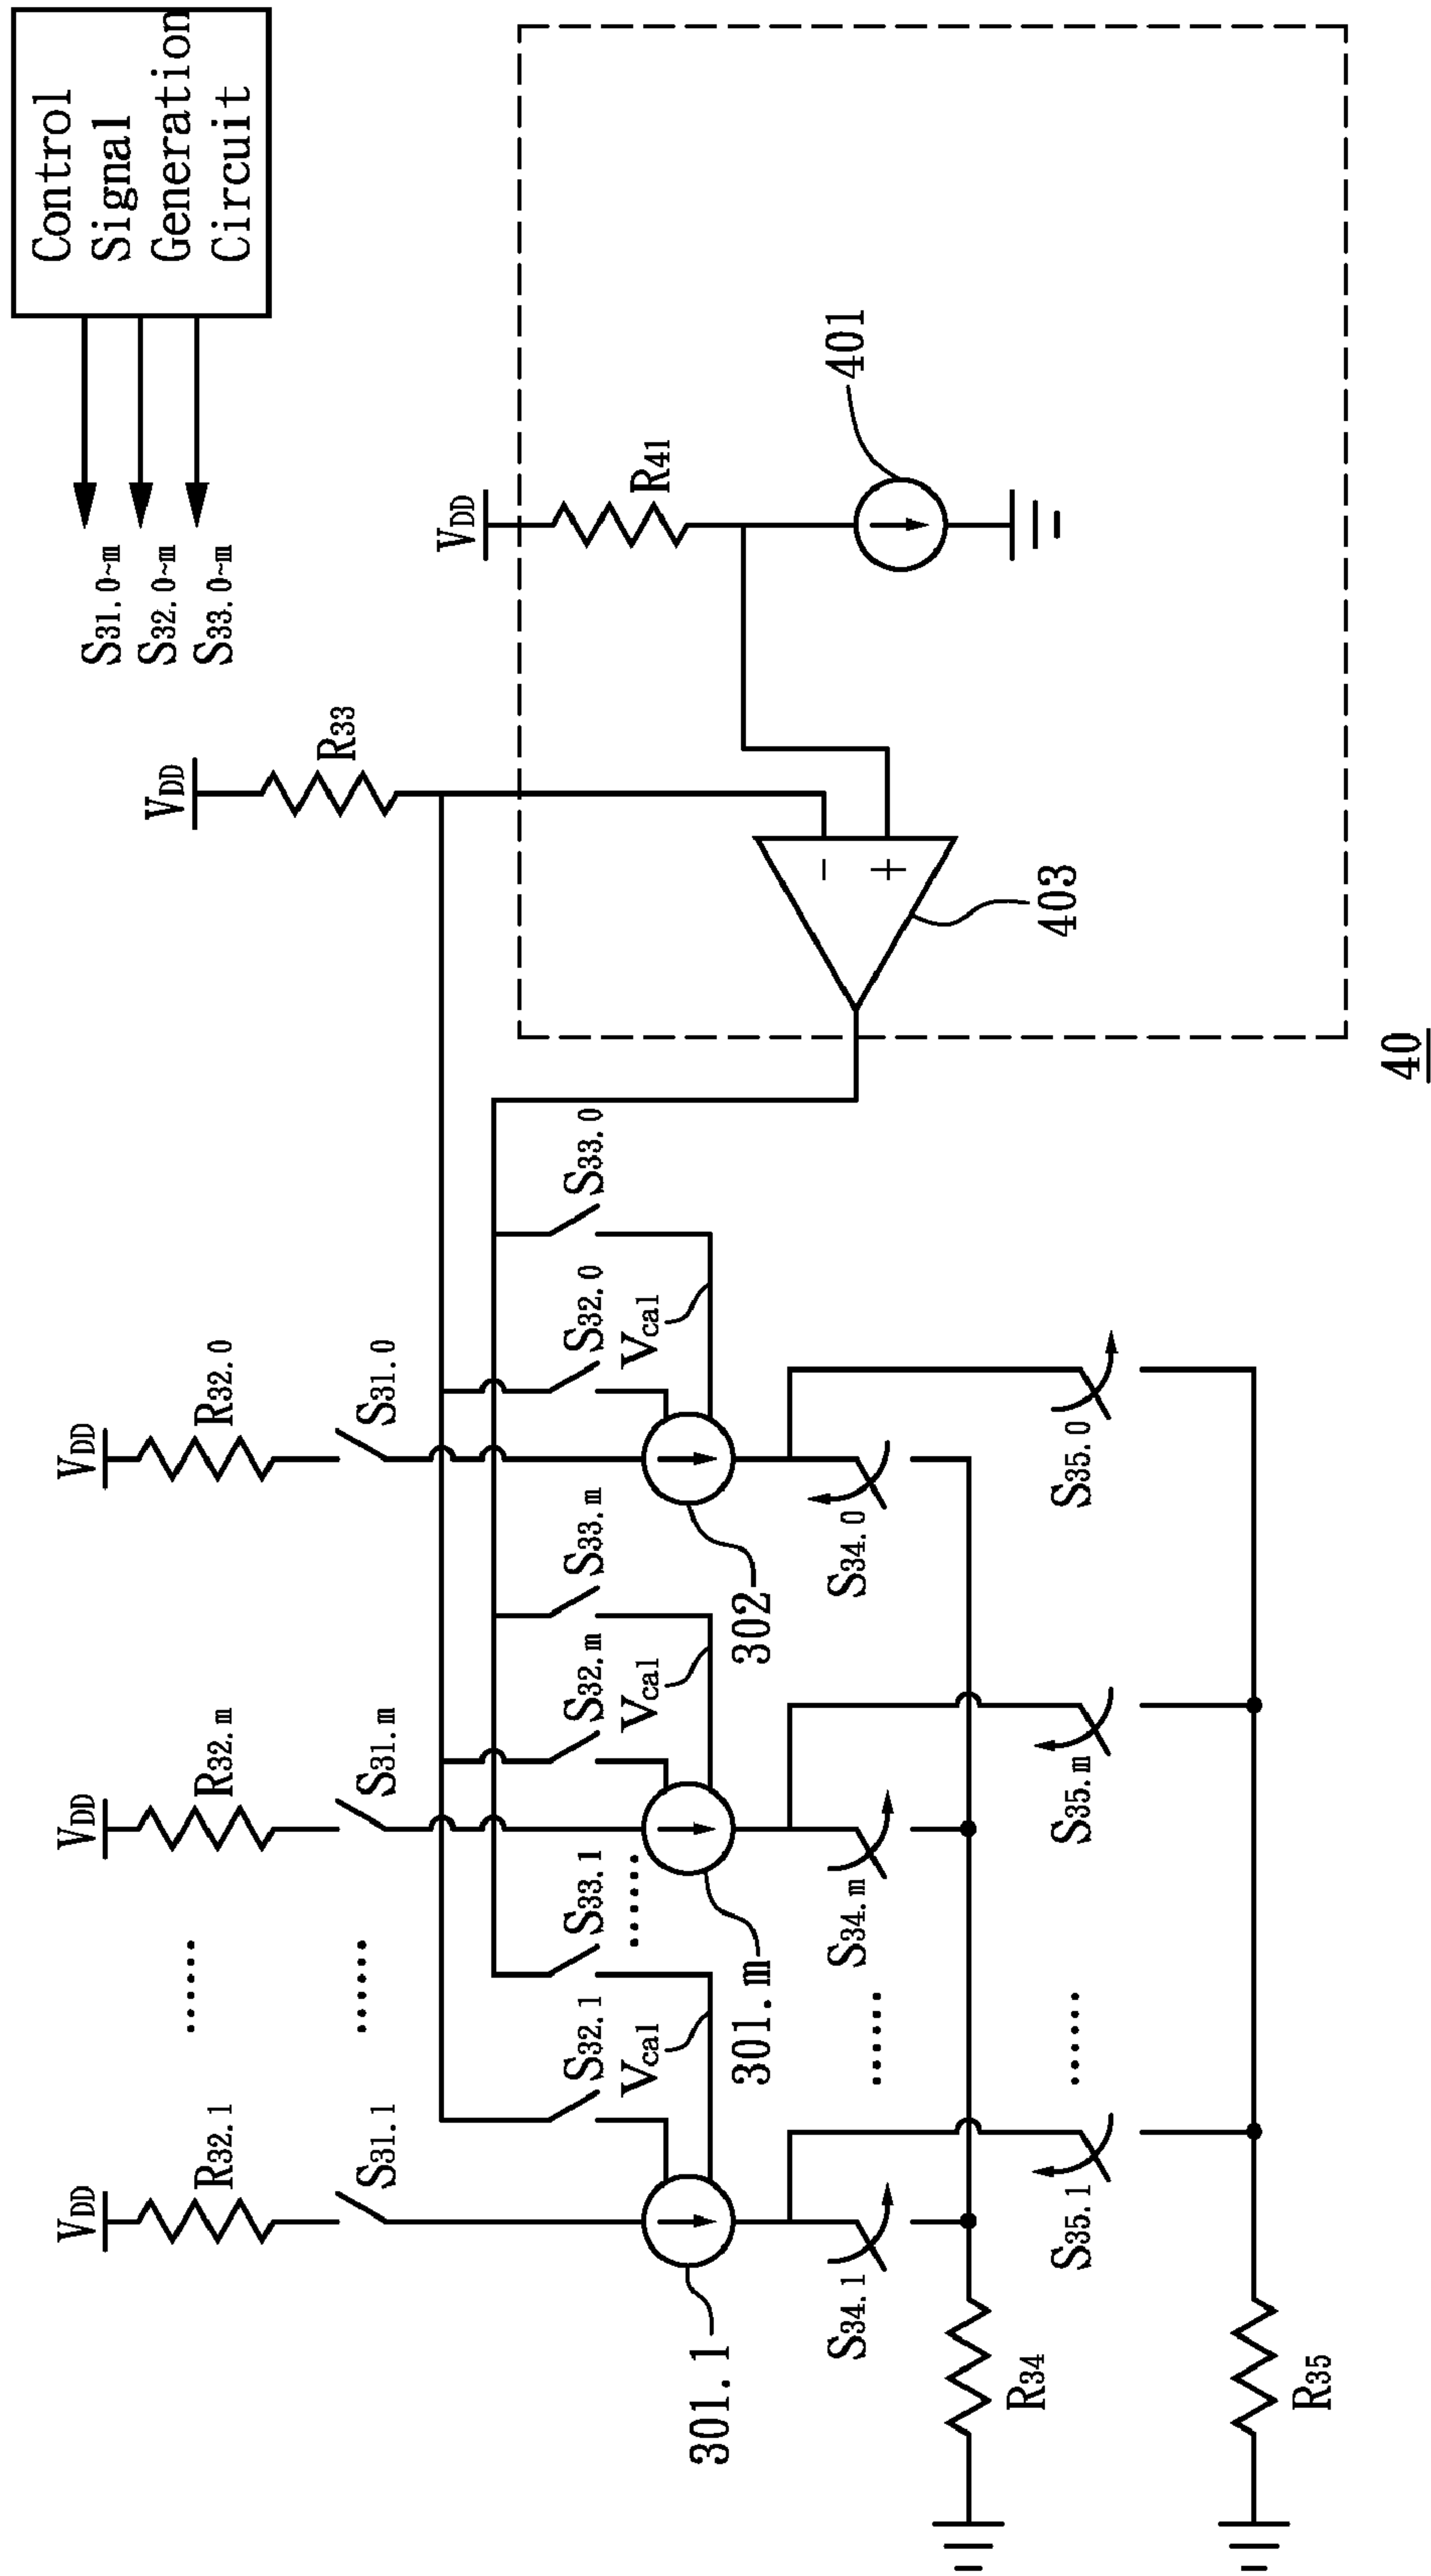 Control
Signal
Generation
Circuit
S31.0~m
S32.0~m
S33.0~m
VDD
R33
VDD
R41
401
-
+
403
40
VDD
R32.1
S31.1
......
......
VDD
R32.m
S31.m
VDD
R32.0
S31.0
S32.1
S33.1
Vcal
......
S32.m
S33.m
Vcal
S32.0
S33.0
Vcal
301.1
301.m
302
S34.1
......
S34.m
S34.0
S35.1
......
S35.m
S35.0
R34
R35